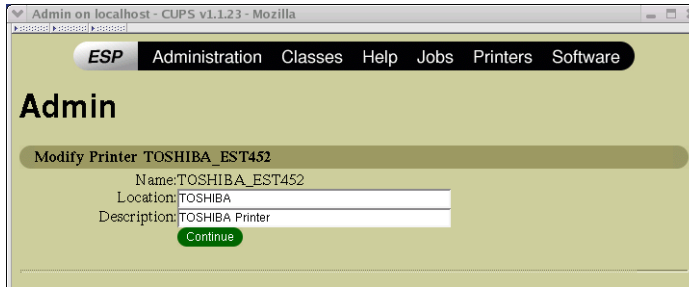 Admin on localhost - CUPS v1.1.23 - Mozilla
ESP Administration Classes Help Jobs Printers Software
Admin
Modify Printer TOSHIBA_EST452
Name:TOSHIBA_EST452
Location:TOSHIBA
Description:TOSHIBA Printer
Continue